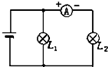 + A −
L₁
L₂